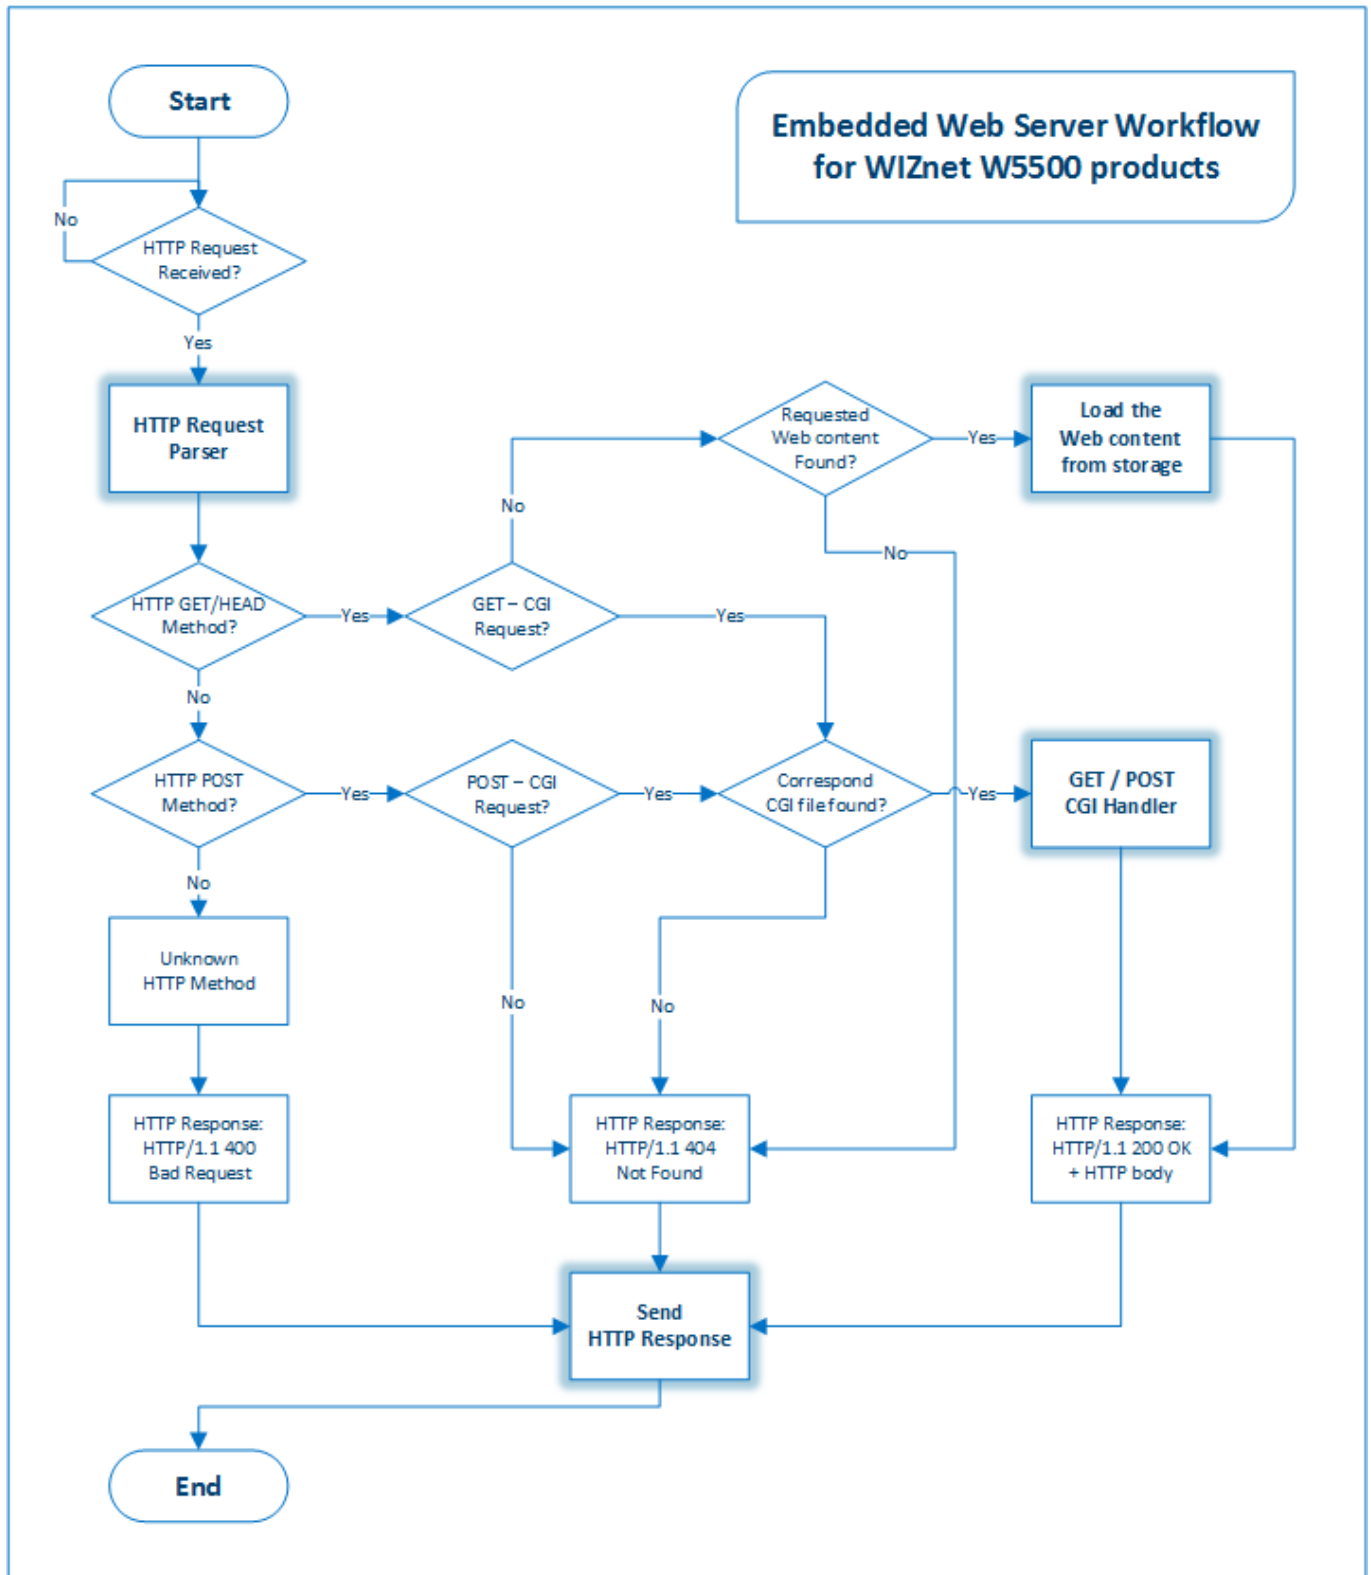 Start
Embedded Web Server Workflow
for WIZnet W5500 products
No
HTTP Request
Received?
Yes
HTTP Request
Parser
Requested
Web content
Found?
Yes
Load the
Web content
from storage
No
No
HTTP GET/HEAD
Method?
Yes
GET – CGI
Request?
Yes
No
HTTP POST
Method?
Yes
POST – CGI
Request?
Yes
Correspond
CGI file found?
Yes
GET / POST
CGI Handler
No
Unknown
HTTP Method
No
No
HTTP Response:
HTTP/1.1 400
Bad Request
HTTP Response:
HTTP/1.1 404
Not Found
HTTP Response:
HTTP/1.1 200 OK
+ HTTP body
Send
HTTP Response
End